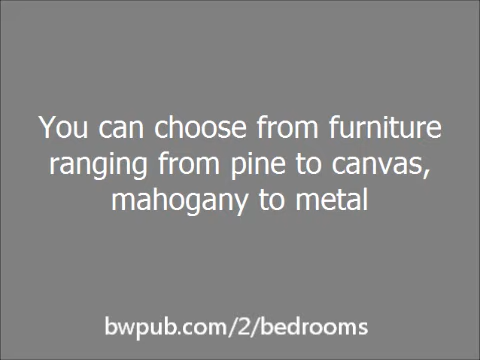 You can choose from furniture
ranging from pine to canvas,
mahogany to metal
bwpub.com/2/bedrooms